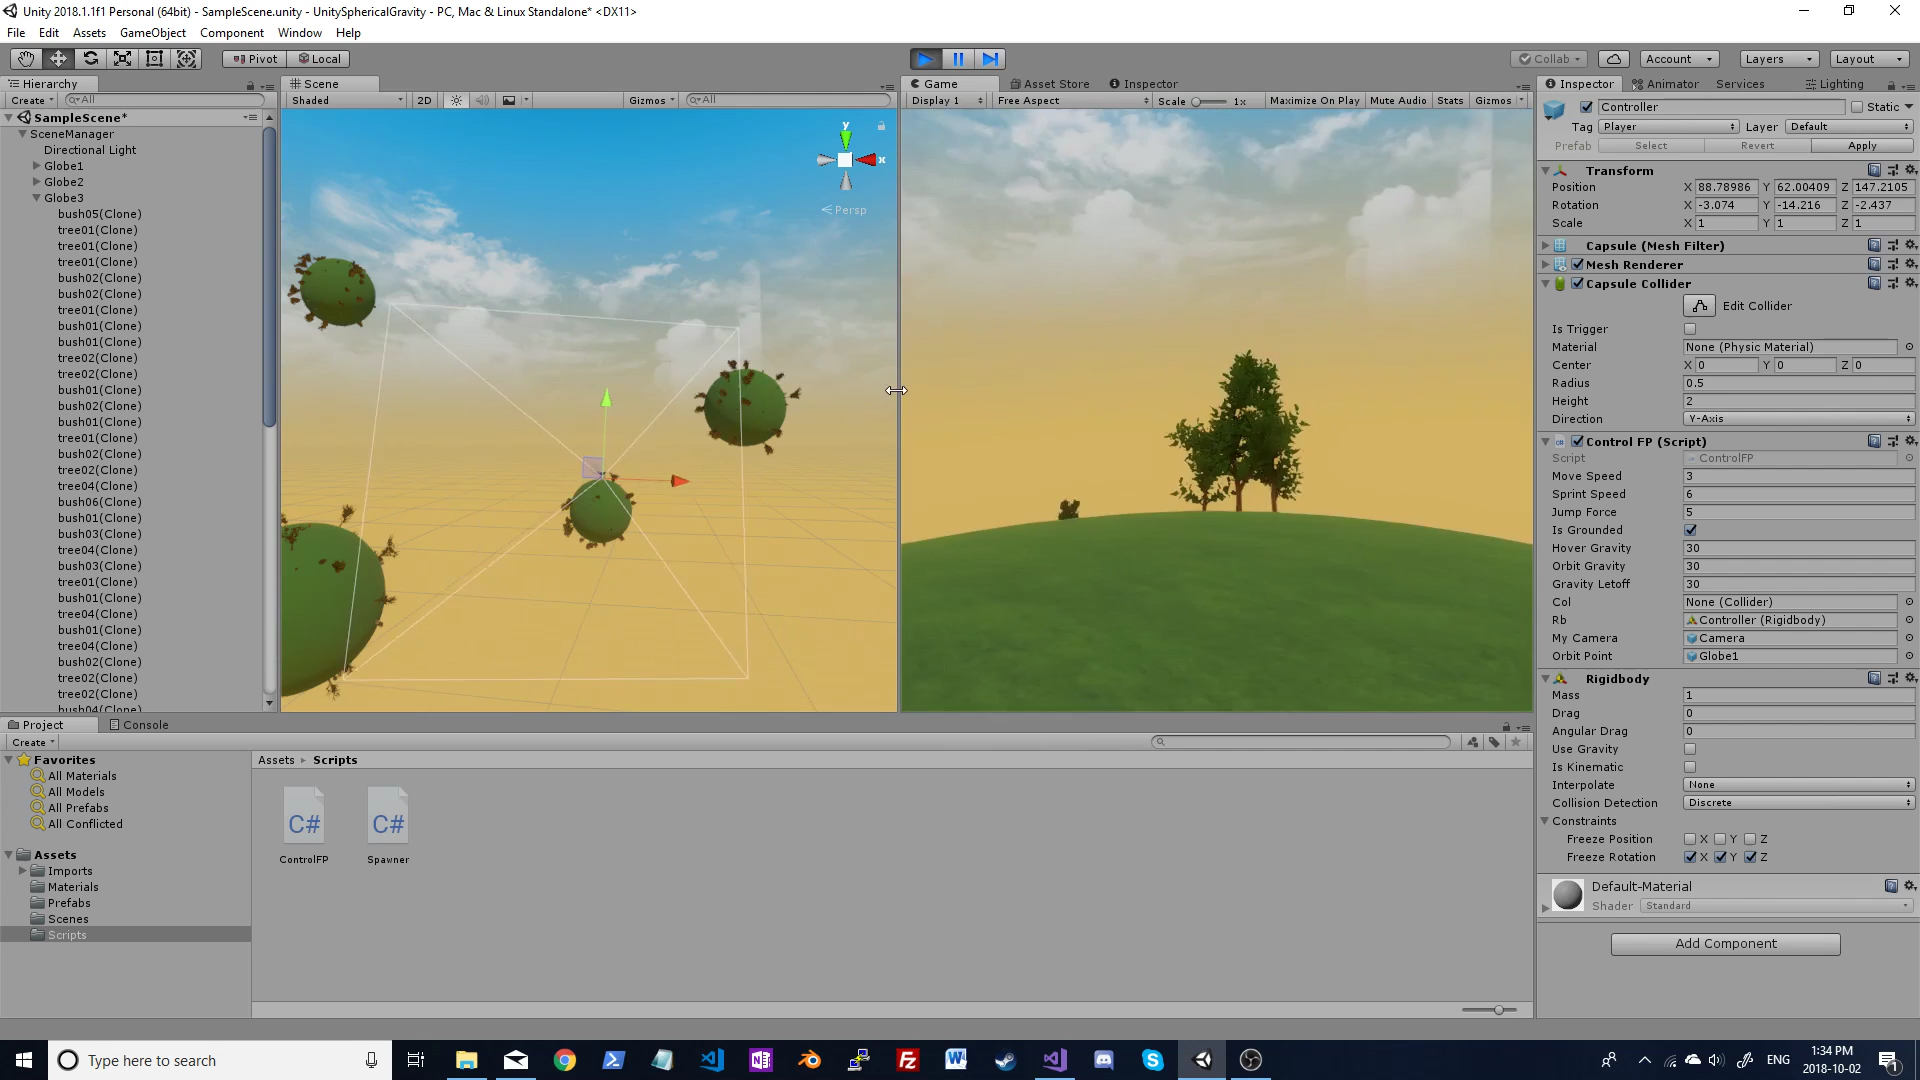 Unity 2018.1.1f1 Personal (64bit) - SampleScene.unity - UnitySphericalGravity - PC, Mac & Linux Standalone* <DX11>
File Edit Assets GameObject Component Window Help
Pivot Local Collab Account Layers Layout
Hierarchy
Create All
SampleScene*
SceneManager
Directional Light
Globe1
Globe2
Globe3
bush05(Clone)
tree01(Clone)
tree01(Clone)
tree01(Clone)
bush02(Clone)
bush02(Clone)
tree01(Clone)
bush01(Clone)
bush01(Clone)
tree02(Clone)
tree02(Clone)
bush01(Clone)
bush02(Clone)
bush01(Clone)
tree01(Clone)
bush02(Clone)
tree02(Clone)
tree04(Clone)
bush06(Clone)
bush01(Clone)
bush03(Clone)
tree04(Clone)
bush03(Clone)
tree01(Clone)
bush01(Clone)
tree04(Clone)
bush01(Clone)
tree04(Clone)
bush02(Clone)
tree02(Clone)
tree02(Clone)
bush04(Clone)
Scene
Shaded 2D Gizmos All
y
x
Persp
Game Asset Store Inspector
Display 1 Free Aspect Scale 1x Maximize On Play Mute Audio Stats Gizmos
Inspector Animator Services Lighting
Controller Static
Tag Player Layer Default
Prefab Select Revert Apply
Transform
Position X 88.78986 Y 62.00409 Z 147.2105
Rotation X -3.074 Y -14.216 Z -2.437
Scale X 1 Y 1 Z 1
Capsule (Mesh Filter)
Mesh Renderer
Capsule Collider
Edit Collider
Is Trigger
Material None (Physic Material)
Center X 0 Y 0 Z 0
Radius 0.5
Height 2
Direction Y-Axis
Control FP (Script)
Script ControlFP
Move Speed 3
Sprint Speed 6
Jump Force 5
Is Grounded
Hover Gravity 30
Orbit Gravity 30
Gravity Letoff 30
Col None (Collider)
Rb Controller (Rigidbody)
My Camera Camera
Orbit Point Globe1
Rigidbody
Mass 1
Drag 0
Angular Drag 0
Use Gravity
Is Kinematic
Interpolate None
Collision Detection Discrete
Constraints
Freeze Position X Y Z
Freeze Rotation X Y Z
Default-Material
Shader Standard
Add Component
Project Console
Create
Favorites
All Materials
All Models
All Prefabs
All Conflicted
Assets
Imports
Materials
Prefabs
Scenes
Scripts
Assets Scripts
C# C#
ControlFP Spawner
Type here to search
ENG
1:34 PM
2018-10-02
1